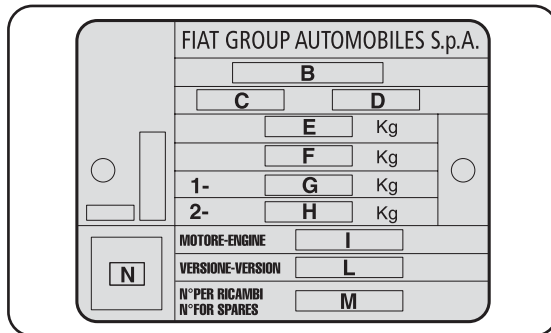 FIAT GROUP AUTOMOBILES S.p.A.
B
C D
E Kg
F Kg
1- G Kg
2- H Kg
MOTORE-ENGINE I
VERSIONE-VERSION L
N
N°PER RICAMBI
N°FOR SPARES M